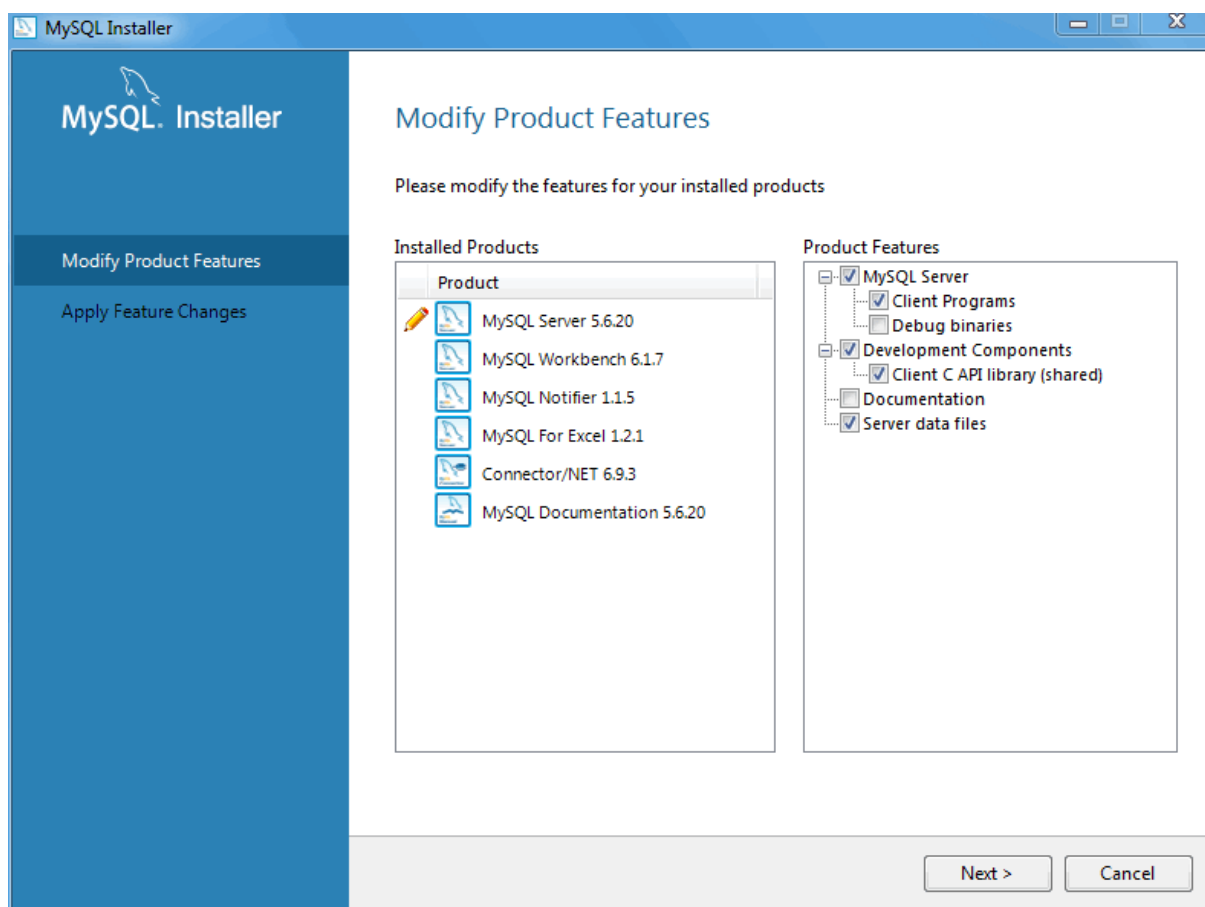 MySQL Installer
MySQL. Installer
Modify Product Features
Apply Feature Changes
Modify Product Features
Please modify the features for your installed products
Installed Products
Product
MySQL Server 5.6.20
MySQL Workbench 6.1.7
MySQL Notifier 1.1.5
MySQL For Excel 1.2.1
Connector/NET 6.9.3
MySQL Documentation 5.6.20
Product Features
MySQL Server
Client Programs
Debug binaries
Development Components
Client C API library (shared)
Documentation
Server data files
Next >
Cancel